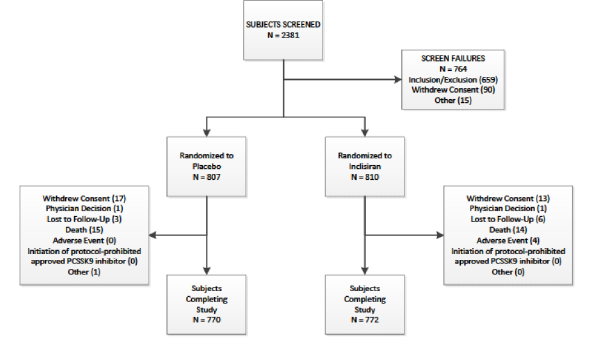 SUBJECTS SCREENED
N = 2381
SCREEN FAILURES
N = 764
Inclusion/Exclusion (659)
Withdrew Consent (90)
Other (15)
Randomized to
Placebo
N = 807
Randomized to
Inclisiran
N = 810
Withdrew Consent (17)
Physician Decision (1)
Lost to Follow-Up (3)
Death (15)
Adverse Event (0)
Initiation of protocol-prohibited
approved PCSSK9 inhibitor (0)
Other (1)
Withdrew Consent (13)
Physician Decision (1)
Lost to Follow-Up (6)
Death (14)
Adverse Event (4)
Initiation of protocol-prohibited
approved PCSSK9 inhibitor (0)
Other (0)
Subjects
Completing
Study
N = 770
Subjects
Completing
Study
N = 772